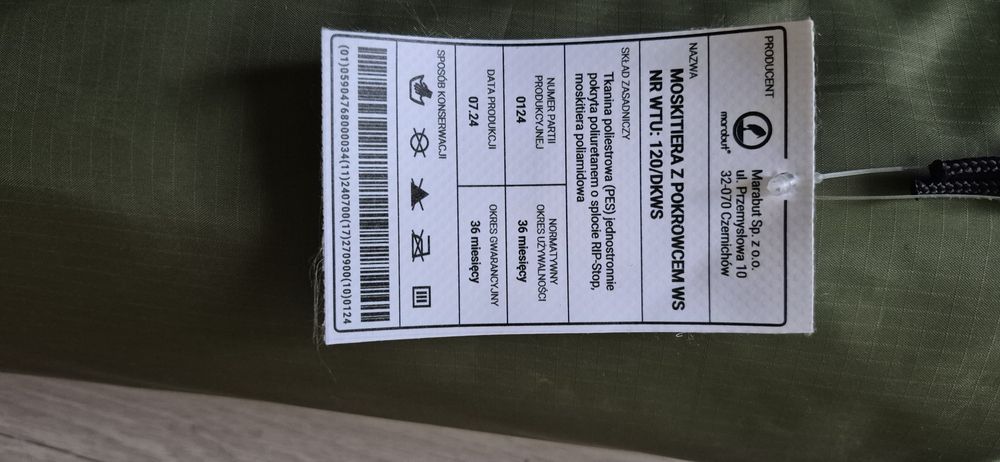 PRODUCENT
marabut®
Marabut Sp. z o.o.
ul. Przemysłowa 10
32-070 Czernichów
NAZWA
MOSKITIERA Z POKROWCEM WS
NR WTU: 120/DKWS
SKŁAD ZASADNICZY
Tkanina poliestrowa (PES) jednostronnie
pokryta poliuretanem o splocie RIP-Stop,
moskitiera poliamidowa
NUMER PARTII
PRODUKCYJNEJ
0124
NORMATYWNY
OKRES UŻYWALNOŚCI
36 miesięcy
DATA PRODUKCJI
07.24
OKRES GWARANCYJNY
36 miesięcy
SPOSÓB KONSERWACJI
(01)05904768000034(11)240700(17)270900(10)0124